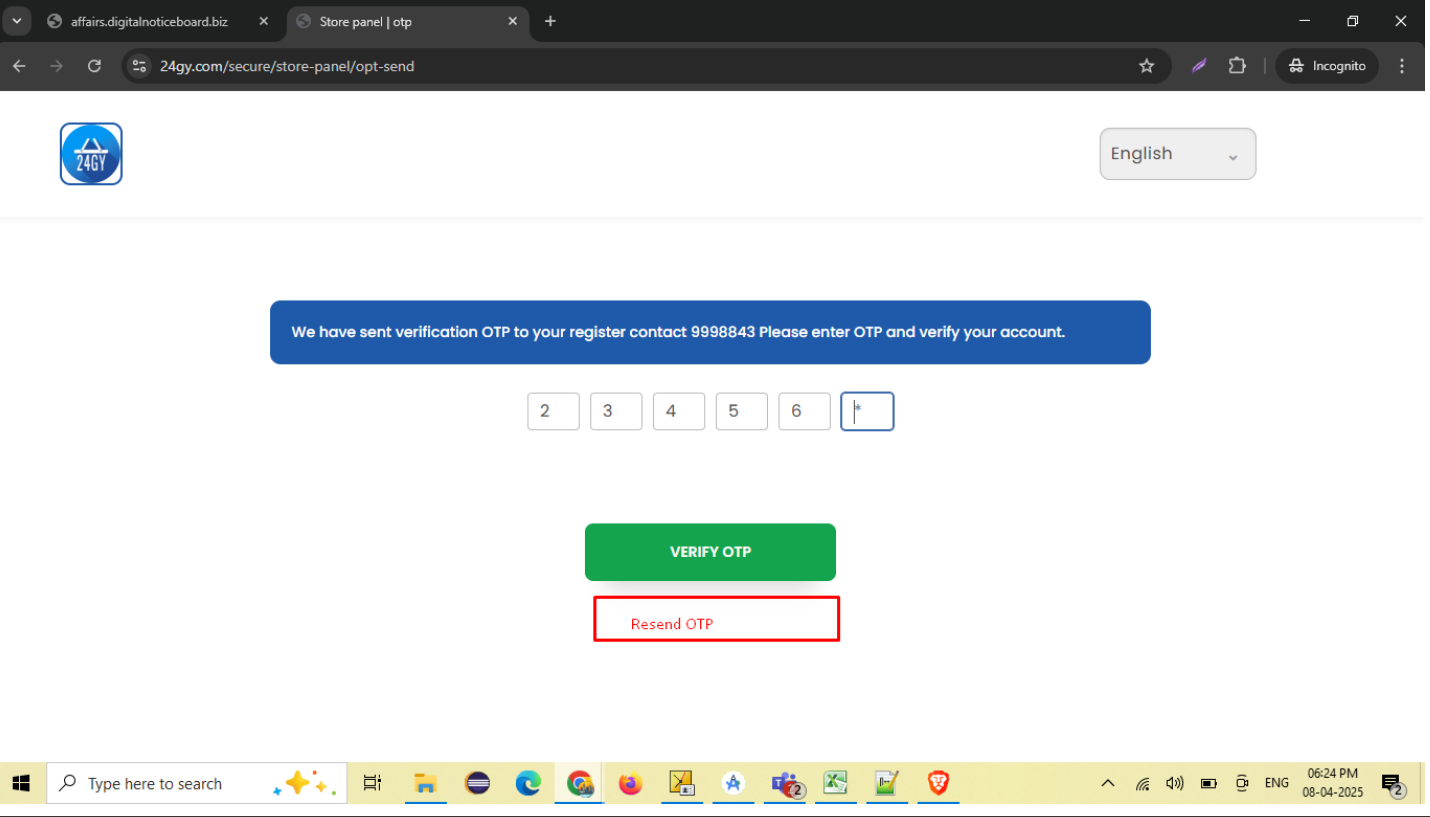 affairs.digitalnoticeboard.biz
Store panel | otp
24gy.com/secure/store-panel/opt-send
Incognito
24GY
English
We have sent verification OTP to your register contact 9998843 Please enter OTP and verify your account.
2 3 4 5 6 *
VERIFY OTP
Resend OTP
Type here to search
2
ENG
06:24 PM
08-04-2025
2